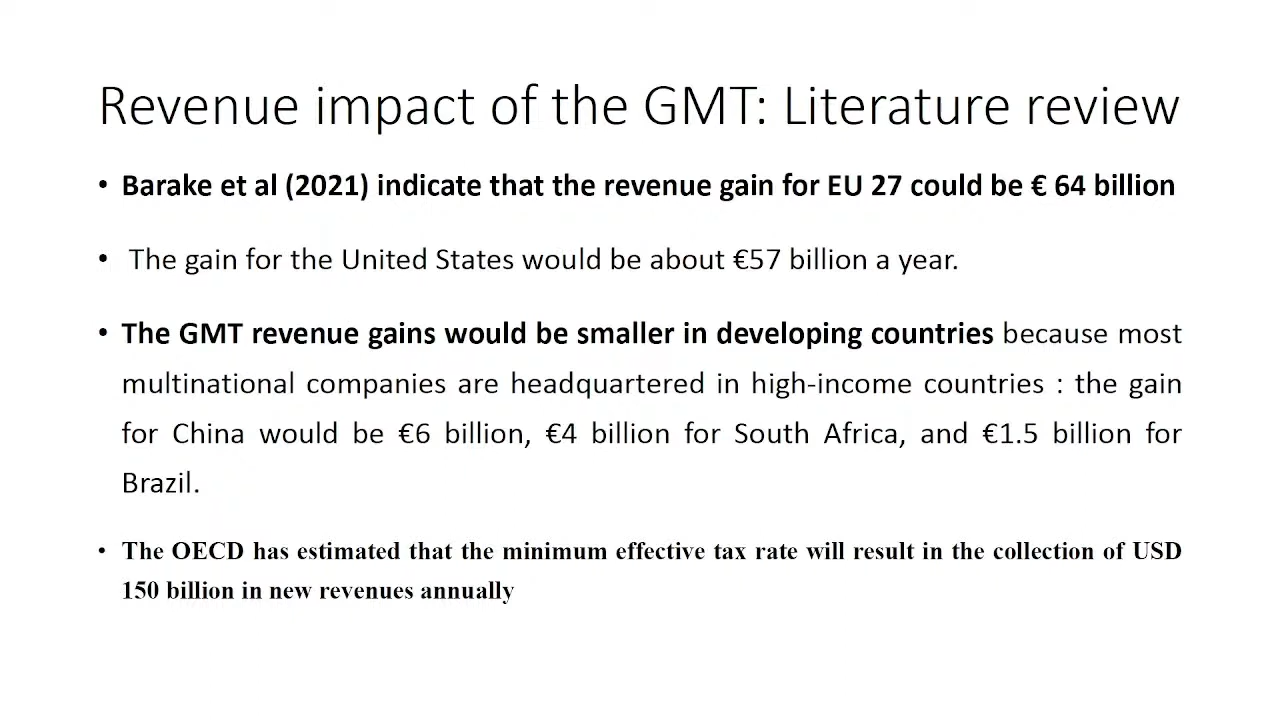 Revenue impact of the GMT: Literature review
• Barake et al (2021) indicate that the revenue gain for EU 27 could be € 64 billion
• The gain for the United States would be about €57 billion a year.
• The GMT revenue gains would be smaller in developing countries because most
multinational companies are headquartered in high-income countries : the gain
for China would be €6 billion, €4 billion for South Africa, and €1.5 billion for
Brazil.
• The OECD has estimated that the minimum effective tax rate will result in the collection of USD
150 billion in new revenues annually